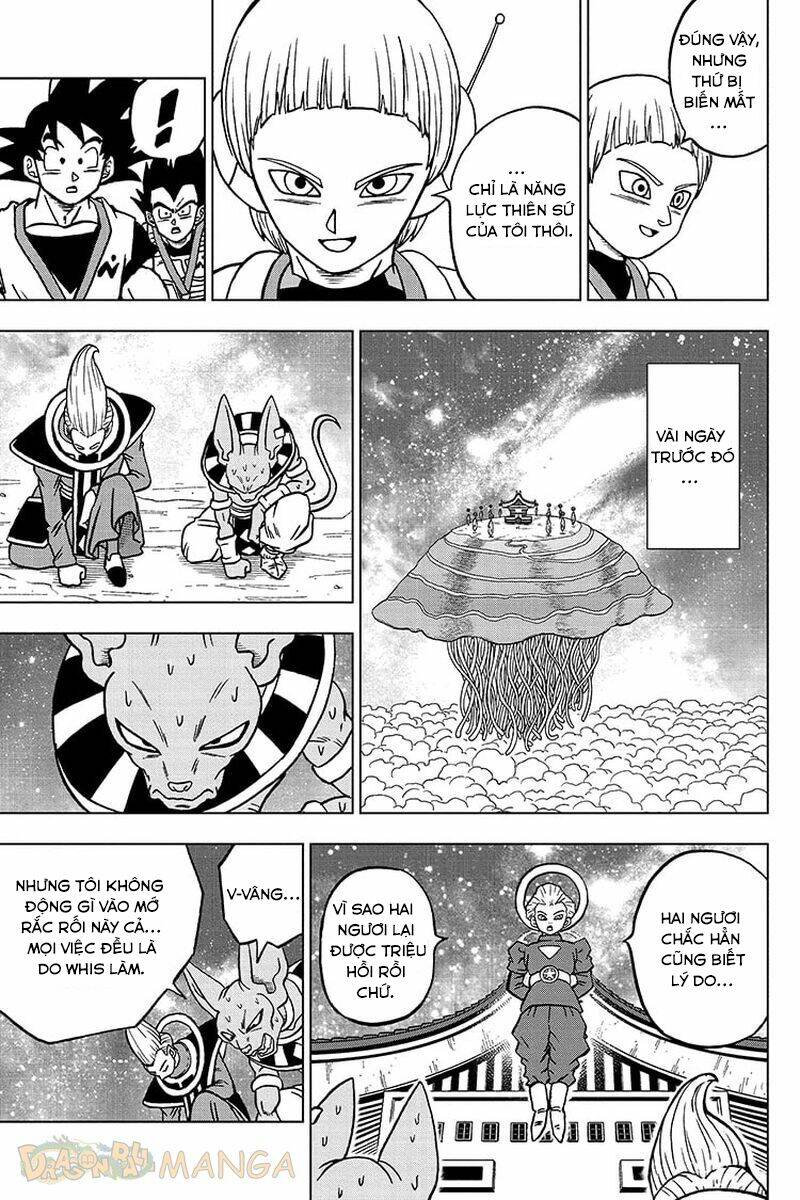 ĐÚNG VẬY,
NHƯNG
THỨ BỊ
BIẾN MẤT
...
...
CHỈ LÀ NĂNG
LỰC THIÊN SỨ
CỦA TÔI THÔI.
!
VÀI NGÀY
TRƯỚC ĐÓ
...
HAI NGƯƠI
CHẮC HẲN
CŨNG BIẾT
LÝ DO...
VÌ SAO HAI
NGƯƠI LẠI
ĐƯỢC TRIỆU
HỒI RỒI
CHỨ.
V-VÂNG...
NHƯNG TÔI KHÔNG
ĐỘNG GÌ VÀO MỚ
RẮC RỐI NÀY CẢ...
MỌI VIỆC ĐỀU LÀ
DO WHIS LÀM.
DRAGON BALL MANGA